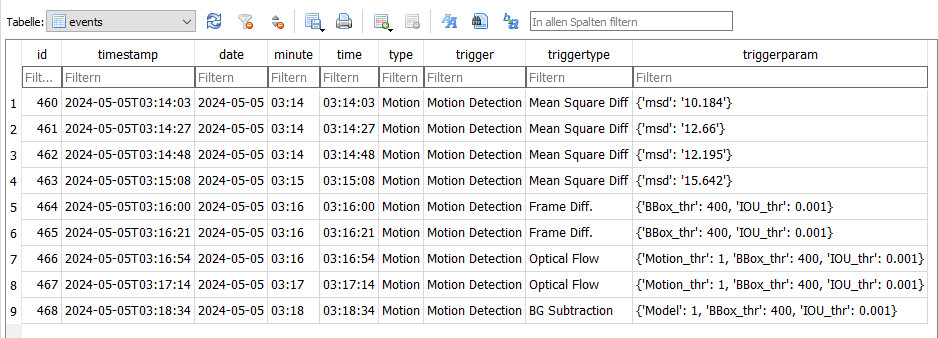 Tabelle: events In allen Spalten filtern
id timestamp date minute time type trigger triggertype triggerparam
Filt... Filtern Filtern Filtern Filtern Filtern Filtern Filtern Filtern
1 460 2024-05-05T03:14:03 2024-05-05 03:14 03:14:03 Motion Motion Detection Mean Square Diff {'msd': '10.184'}
2 461 2024-05-05T03:14:27 2024-05-05 03:14 03:14:27 Motion Motion Detection Mean Square Diff {'msd': '12.66'}
3 462 2024-05-05T03:14:48 2024-05-05 03:14 03:14:48 Motion Motion Detection Mean Square Diff {'msd': '12.195'}
4 463 2024-05-05T03:15:08 2024-05-05 03:15 03:15:08 Motion Motion Detection Mean Square Diff {'msd': '15.642'}
5 464 2024-05-05T03:16:00 2024-05-05 03:16 03:16:00 Motion Motion Detection Frame Diff. {'BBox_thr': 400, 'IOU_thr': 0.001}
6 465 2024-05-05T03:16:21 2024-05-05 03:16 03:16:21 Motion Motion Detection Frame Diff. {'BBox_thr': 400, 'IOU_thr': 0.001}
7 466 2024-05-05T03:16:54 2024-05-05 03:16 03:16:54 Motion Motion Detection Optical Flow {'Motion_thr': 1, 'BBox_thr': 400, 'IOU_thr': 0.001}
8 467 2024-05-05T03:17:14 2024-05-05 03:17 03:17:14 Motion Motion Detection Optical Flow {'Motion_thr': 1, 'BBox_thr': 400, 'IOU_thr': 0.001}
9 468 2024-05-05T03:18:34 2024-05-05 03:18 03:18:34 Motion Motion Detection BG Subtraction {'Model': 1, 'BBox_thr': 400, 'IOU_thr': 0.001}